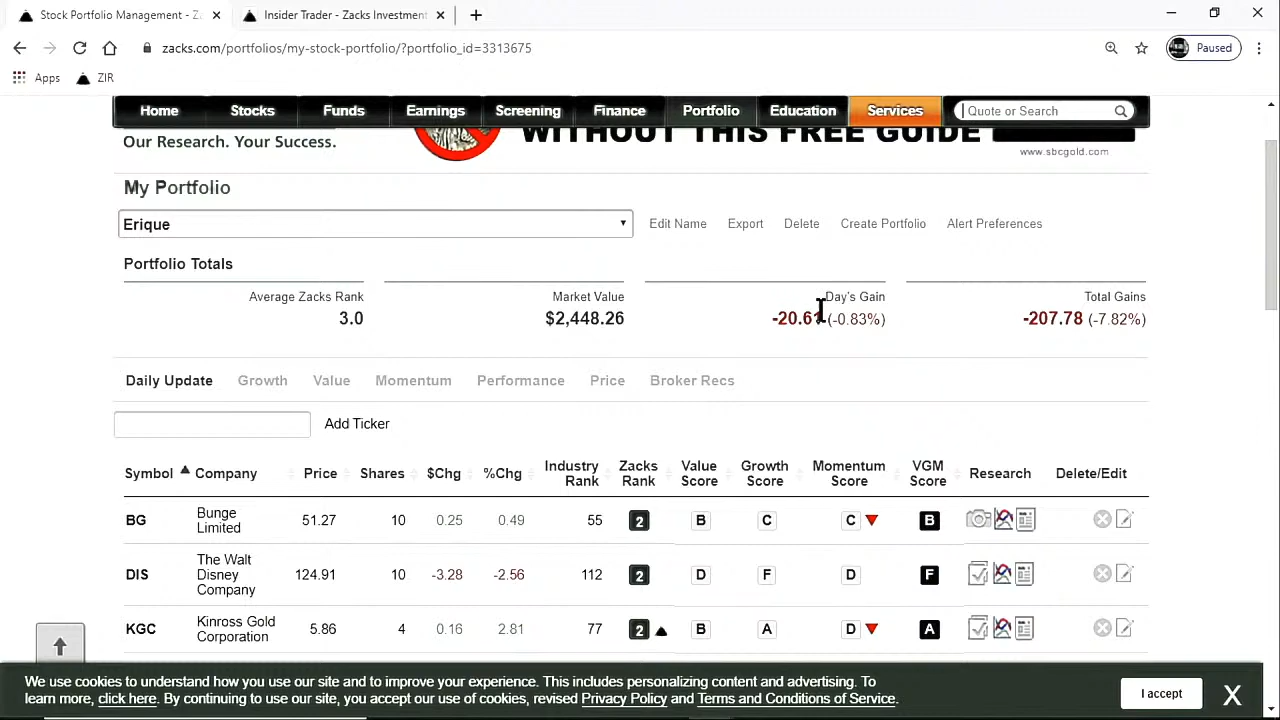 Stock Portfolio Management - Z
Insider Trader - Zacks Investment
zacks.com/portfolios/my-stock-portfolio/?portfolio_id=3313675
Paused
Apps
ZIR
Home
Stocks
Funds
Earnings
Screening
Finance
Portfolio
Education
Services
Quote or Search
Our Research. Your Success.
WITHOUT THIS FREE GUIDE
www.sbcgold.com
My Portfolio
Erique
Edit Name
Export
Delete
Create Portfolio
Alert Preferences
Portfolio Totals
Average Zacks Rank
Market Value
Day's Gain
Total Gains
3.0
$2,448.26
-20.61 (-0.83%)
-207.78 (-7.82%)
Daily Update
Growth
Value
Momentum
Performance
Price
Broker Recs
Add Ticker
Symbol Company Price Shares $Chg %Chg Industry Rank Zacks Rank Value Score Growth Score Momentum Score VGM Score Research Delete/Edit
BG Bunge Limited 51.27 10 0.25 0.49 55 2 B C C B
DIS The Walt Disney Company 124.91 10 -3.28 -2.56 112 2 D F D F
KGC Kinross Gold Corporation 5.86 4 0.16 2.81 77 2 B A D A
We use cookies to understand how you use our site and to improve your experience. This includes personalizing content and advertising. To
learn more, click here. By continuing to use our site, you accept our use of cookies, revised Privacy Policy and Terms and Conditions of Service.
I accept
X